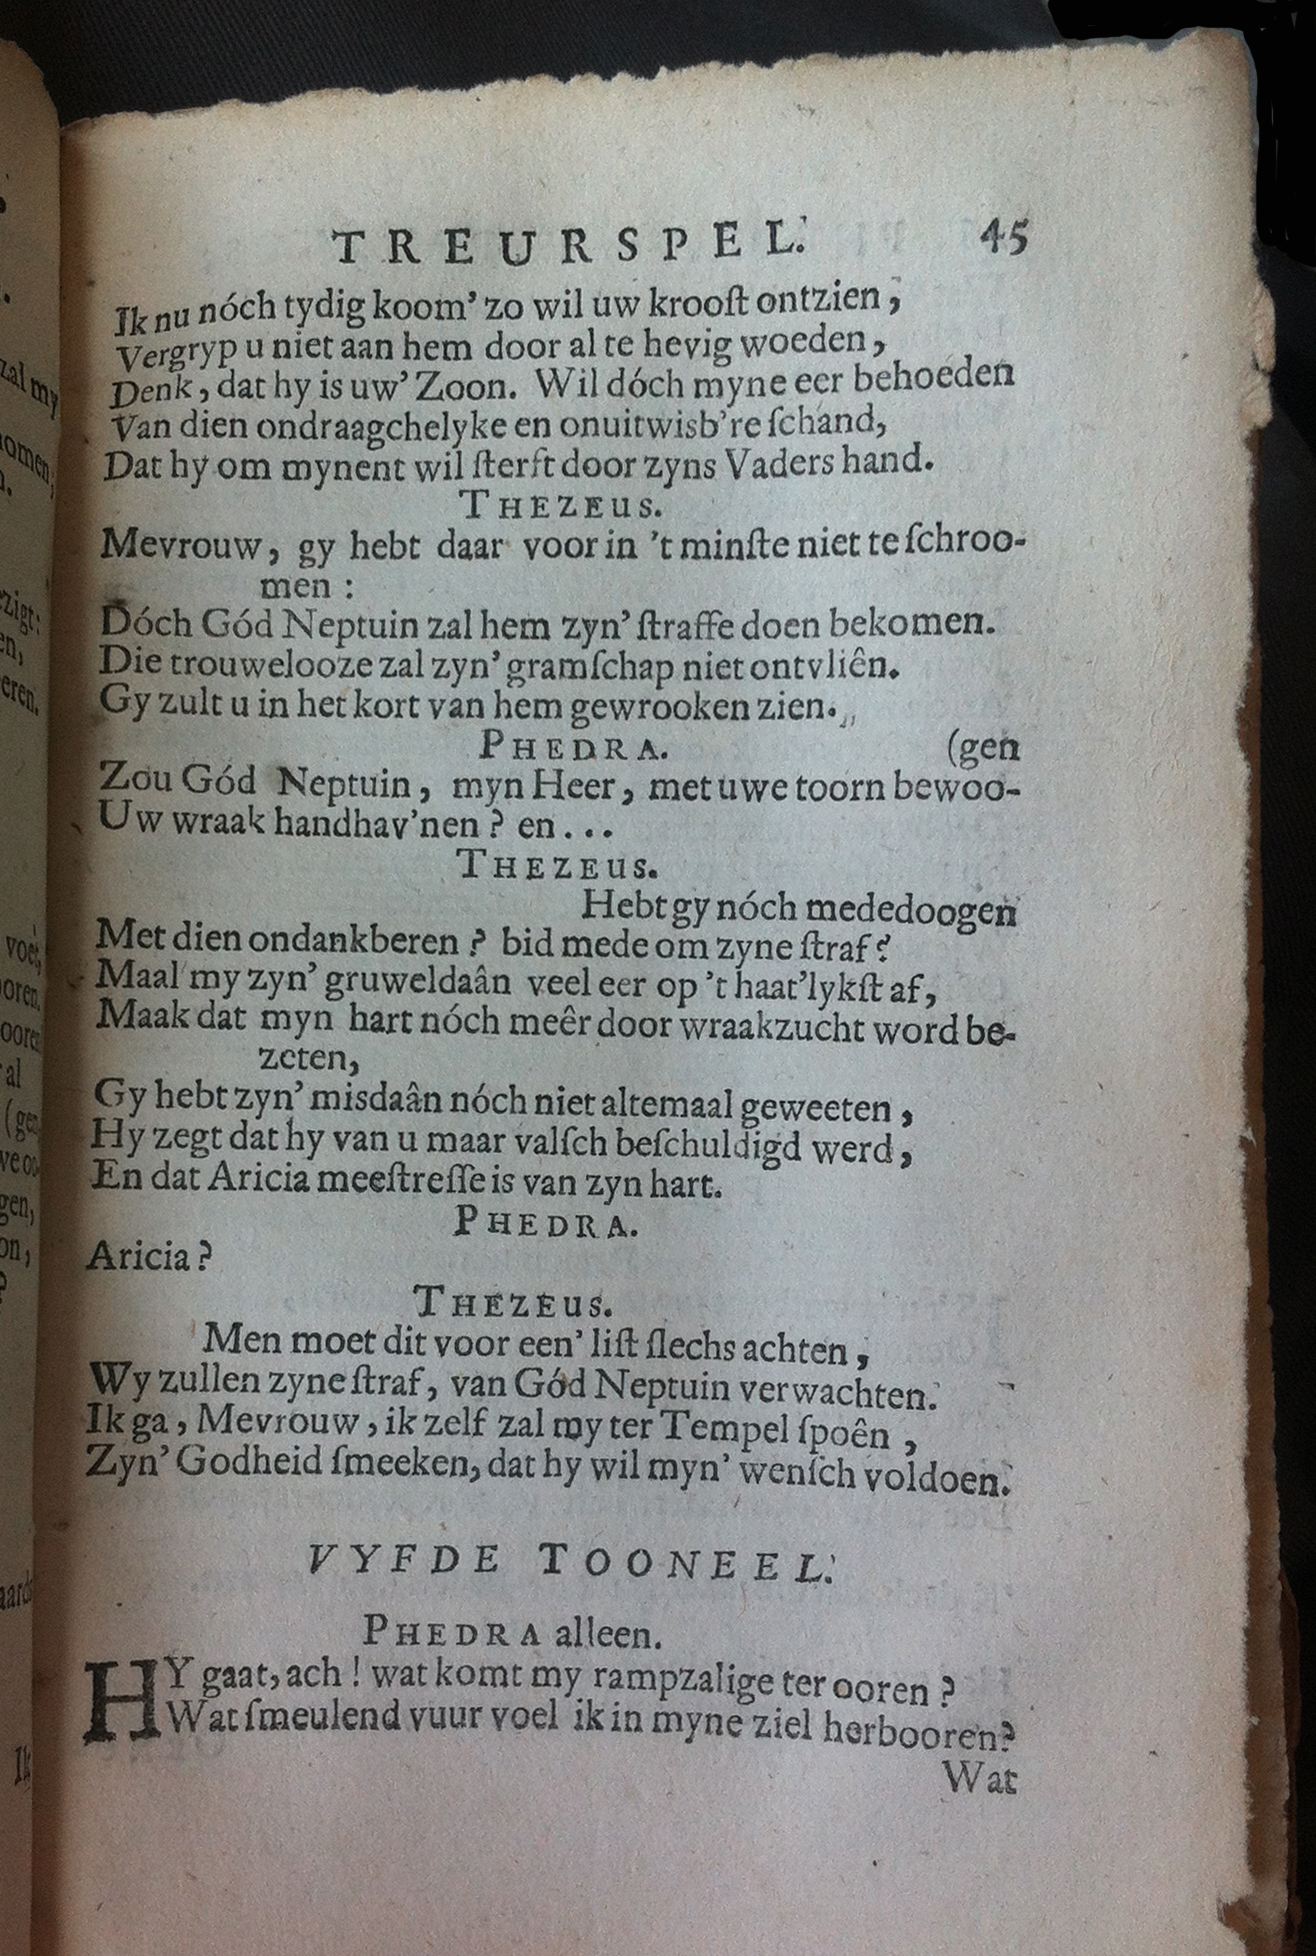 TREURSPEL. 45
Ik nu nóch tydig koom' zo wil uw krooſt ontzien,
Vergryp u niet aan hem door al te hevig woeden,
Denk, dat hy is uw' Zoon. Wil dóch myne eer behoeden
Van dien ondraagchelyke en onuitwisb're ſchand,
Dat hy om mynent wil ſterft door zyns Vaders hand.
THEZEUS.
Mevrouw, gy hebt daar voor in 't minſte niet te ſchroo-
men:
Dóch Gód Neptuin zal hem zyn' ſtraffe doen bekomen.
Die trouwelooze zal zyn' gramſchap niet ontvliên.
Gy zult u in het kort van hem gewrooken zien.
PHEDRA. (gen
Zou Gód Neptuin, myn Heer, met uwe toorn bewoo-
Uw wraak handhav'nen? en...
THEZEUS.
Hebt gy nóch mededoogen
Met dien ondankberen? bid mede om zyne ſtraf?
Maal my zyn' gruweldaân veel eer op 't haat'lykſt af,
Maak dat myn hart nóch meêr door wraakzucht word be-
zeten,
Gy hebt zyn' misdaân nóch niet altemaal geweeten,
Hy zegt dat hy van u maar valſch beſchuldigd werd,
En dat Aricia meeſtreſſe is van zyn hart.
PHEDRA.
Aricia?
THEZEUS.
Men moet dit voor een' liſt ſlechs achten,
Wy zullen zyne ſtraf, van Gód Neptuin verwachten.
Ik ga, Mevrouw, ik zelf zal my ter Tempel ſpoên,
Zyn' Godheid ſmeeken, dat hy wil myn' wenſch voldoen.
VYFDE TOONEEL.
PHEDRA alleen.
HY gaat, ach! wat komt my rampzalige ter ooren?
Wat ſmeulend vuur voel ik in myne ziel herbooren?
Wat